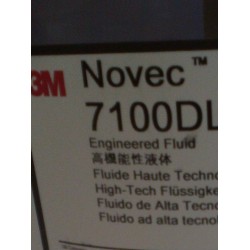 3M Novec™
7100DL
Engineered Fluid
高機能性液体
Fluide Haute Techno
High-Tech Flüssigke
Fluido de Alta Tecno
Fluido ad alta tecnol